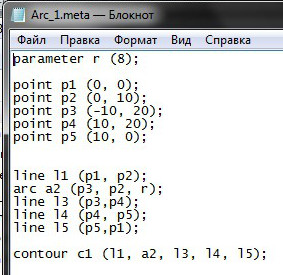 Arc_1.meta — Блокнот
Файл Правка Формат Вид Справка
parameter r (8);
point p1 (0, 0);
point p2 (0, 10);
point p3 (-10, 20);
point p4 (10, 20);
point p5 (10, 0);
line l1 (p1, p2);
arc a2 (p3, p2, r);
line l3 (p3,p4);
line l4 (p4, p5);
line l5 (p5,p1);
contour c1 (l1, a2, l3, l4, l5);